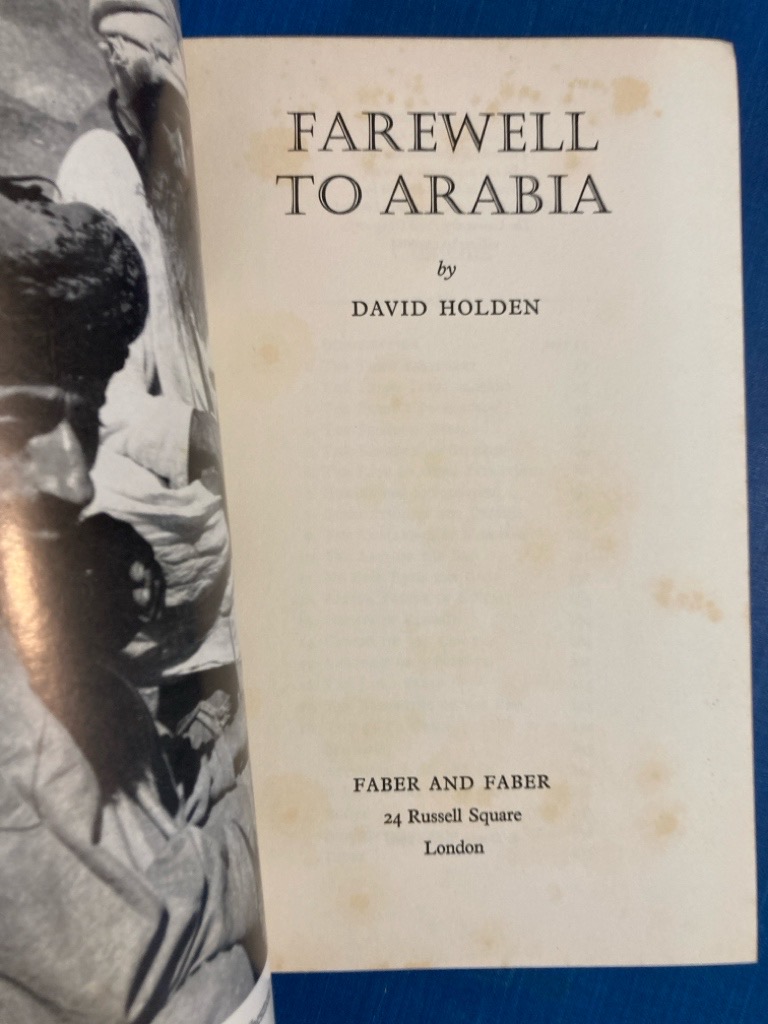 FAREWELL
TO ARABIA
by
DAVID HOLDEN
FABER AND FABER
24 Russell Square
London